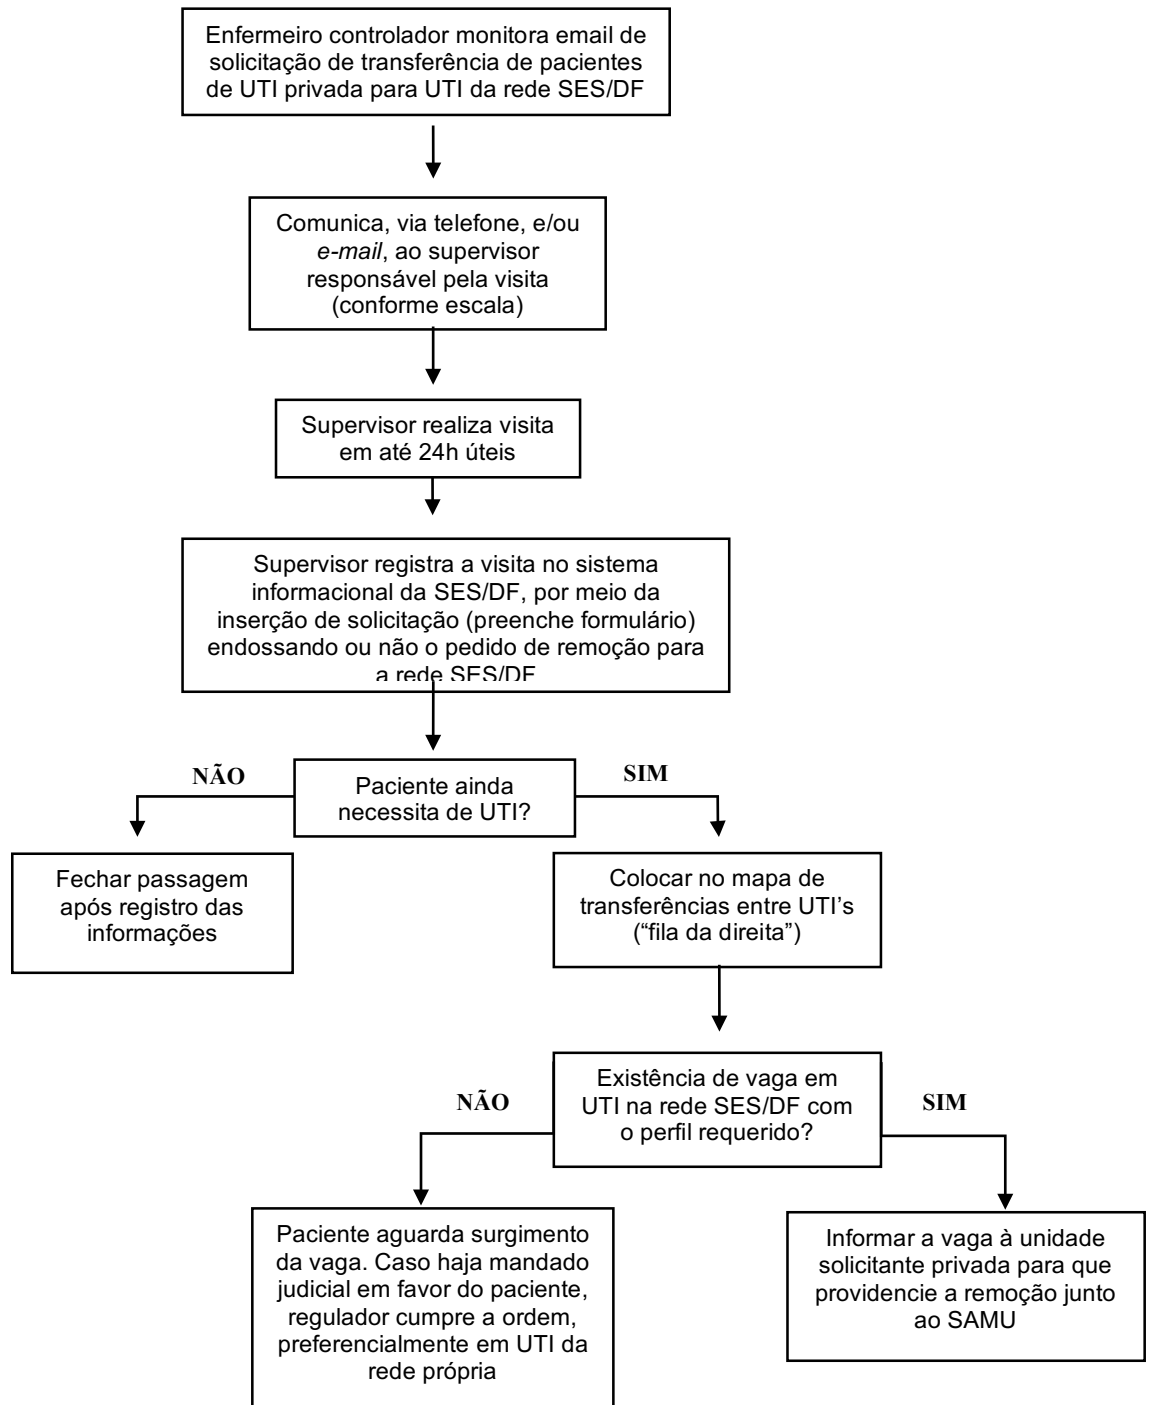 Enfermeiro controlador monitora email de
solicitação de transferência de pacientes
de UTI privada para UTI da rede SES/DF
Comunica, via telefone, e/ou
e-mail, ao supervisor
responsável pela visita
(conforme escala)
Supervisor realiza visita
em até 24h úteis
Supervisor registra a visita no sistema
informacional da SES/DF, por meio da
inserção de solicitação (preenche formulário)
endossando ou não o pedido de remoção para
a rede SES/DF
NÃO
Paciente ainda
necessita de UTI?
SIM
Fechar passagem
após registro das
informações
Colocar no mapa de
transferências entre UTI’s
(“fila da direita”)
NÃO
Existência de vaga em
UTI na rede SES/DF com
o perfil requerido?
SIM
Paciente aguarda surgimento
da vaga. Caso haja mandado
judicial em favor do paciente,
regulador cumpre a ordem,
preferencialmente em UTI da
rede própria
Informar a vaga à unidade
solicitante privada para que
providencie a remoção junto
ao SAMU